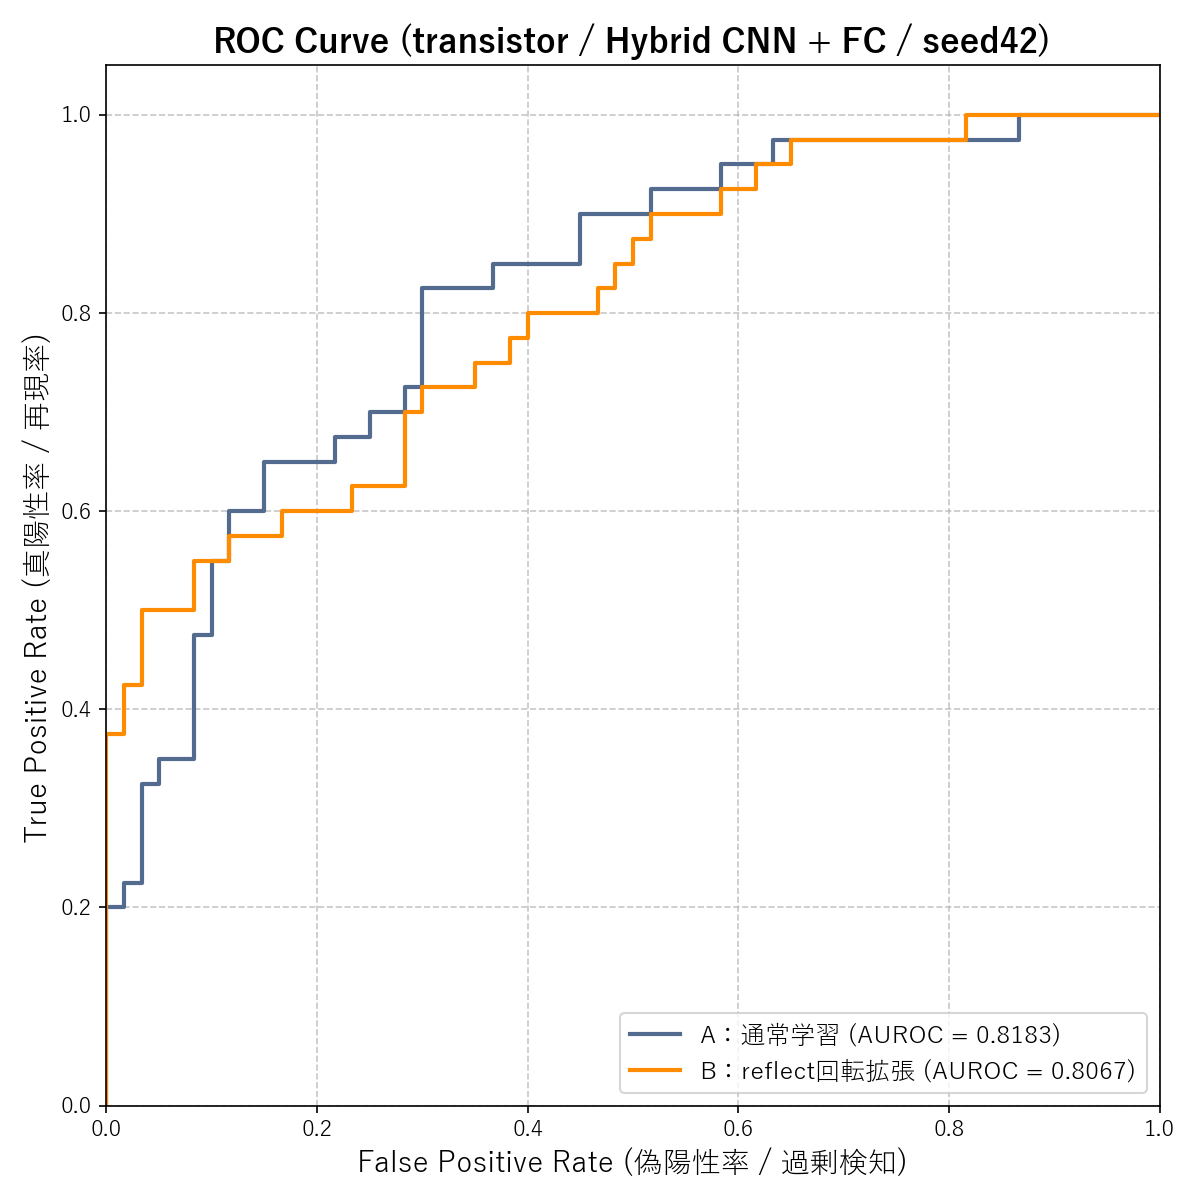 ROC Curve (transistor / Hybrid CNN + FC / seed42)
True Positive Rate (真陽性率 / 再現率)
1.0
0.8
0.6
0.4
0.2
0.0
0.0 0.2 0.4 0.6 0.8 1.0
False Positive Rate (偽陽性率 / 過剰検知)
A：通常学習 (AUROC = 0.8183)
B：reflect回転拡張 (AUROC = 0.8067)